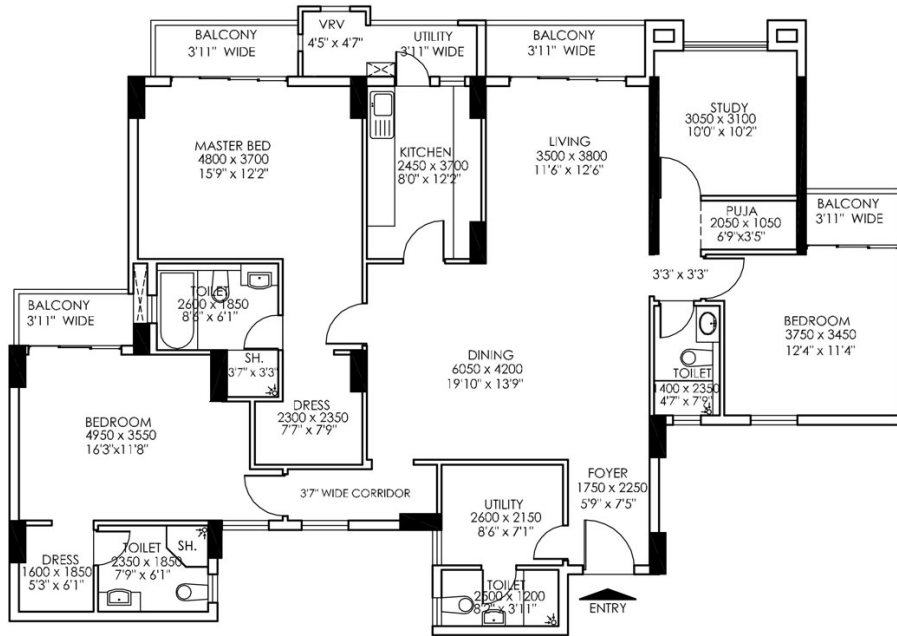 VRV
4'5" x 4'7"
BALCONY
3'11" WIDE
UTILITY
3'11" WIDE
BALCONY
3'11" WIDE
STUDY
3050 x 3100
10'0" x 10'2"
MASTER BED
4800 x 3700
15'9" x 12'2"
KITCHEN
2450 x 3700
8'0" x 12'2"
LIVING
3500 x 3800
11'6" x 12'6"
PUJA
2050 x 1050
6'9"x3'5"
BALCONY
3'11" WIDE
3'3" x 3'3"
TOILET
2600 x 1850
8'6" x 6'1"
BALCONY
3'11" WIDE
BEDROOM
3750 x 3450
12'4" x 11'4"
SH.
3'7" x 3'3"
DINING
6050 x 4200
19'10" x 13'9"
TOILET
1400 x 2350
4'7" x 7'9"
DRESS
2300 x 2350
7'7" x 7'9"
BEDROOM
4950 x 3550
16'3"x11'8"
3'7" WIDE CORRIDOR
FOYER
1750 x 2250
5'9" x 7'5"
UTILITY
2600 x 2150
8'6" x 7'1"
DRESS
1600 x 1850
5'3" x 6'1"
TOILET
2350 x 1850
7'9" x 6'1"
SH.
TOILET
2500 x 1200
8'2" x 3'11"
ENTRY